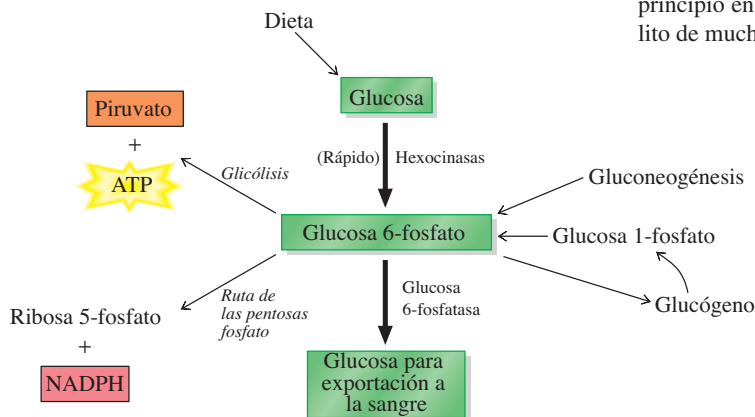 principio en
lito de much
Dieta
Glucosa
Piruvato
+
ATP
(Rápido) Hexocinasas
Glicólisis
Gluconeogénesis
Glucosa 6-fosfato
Glucosa 1-fosfato
Ruta de
las pentosas
fosfato
Glucosa
6-fosfatasa
Glucógeno
Ribosa 5-fosfato
+
NADPH
Glucosa para
exportación a
la sangre